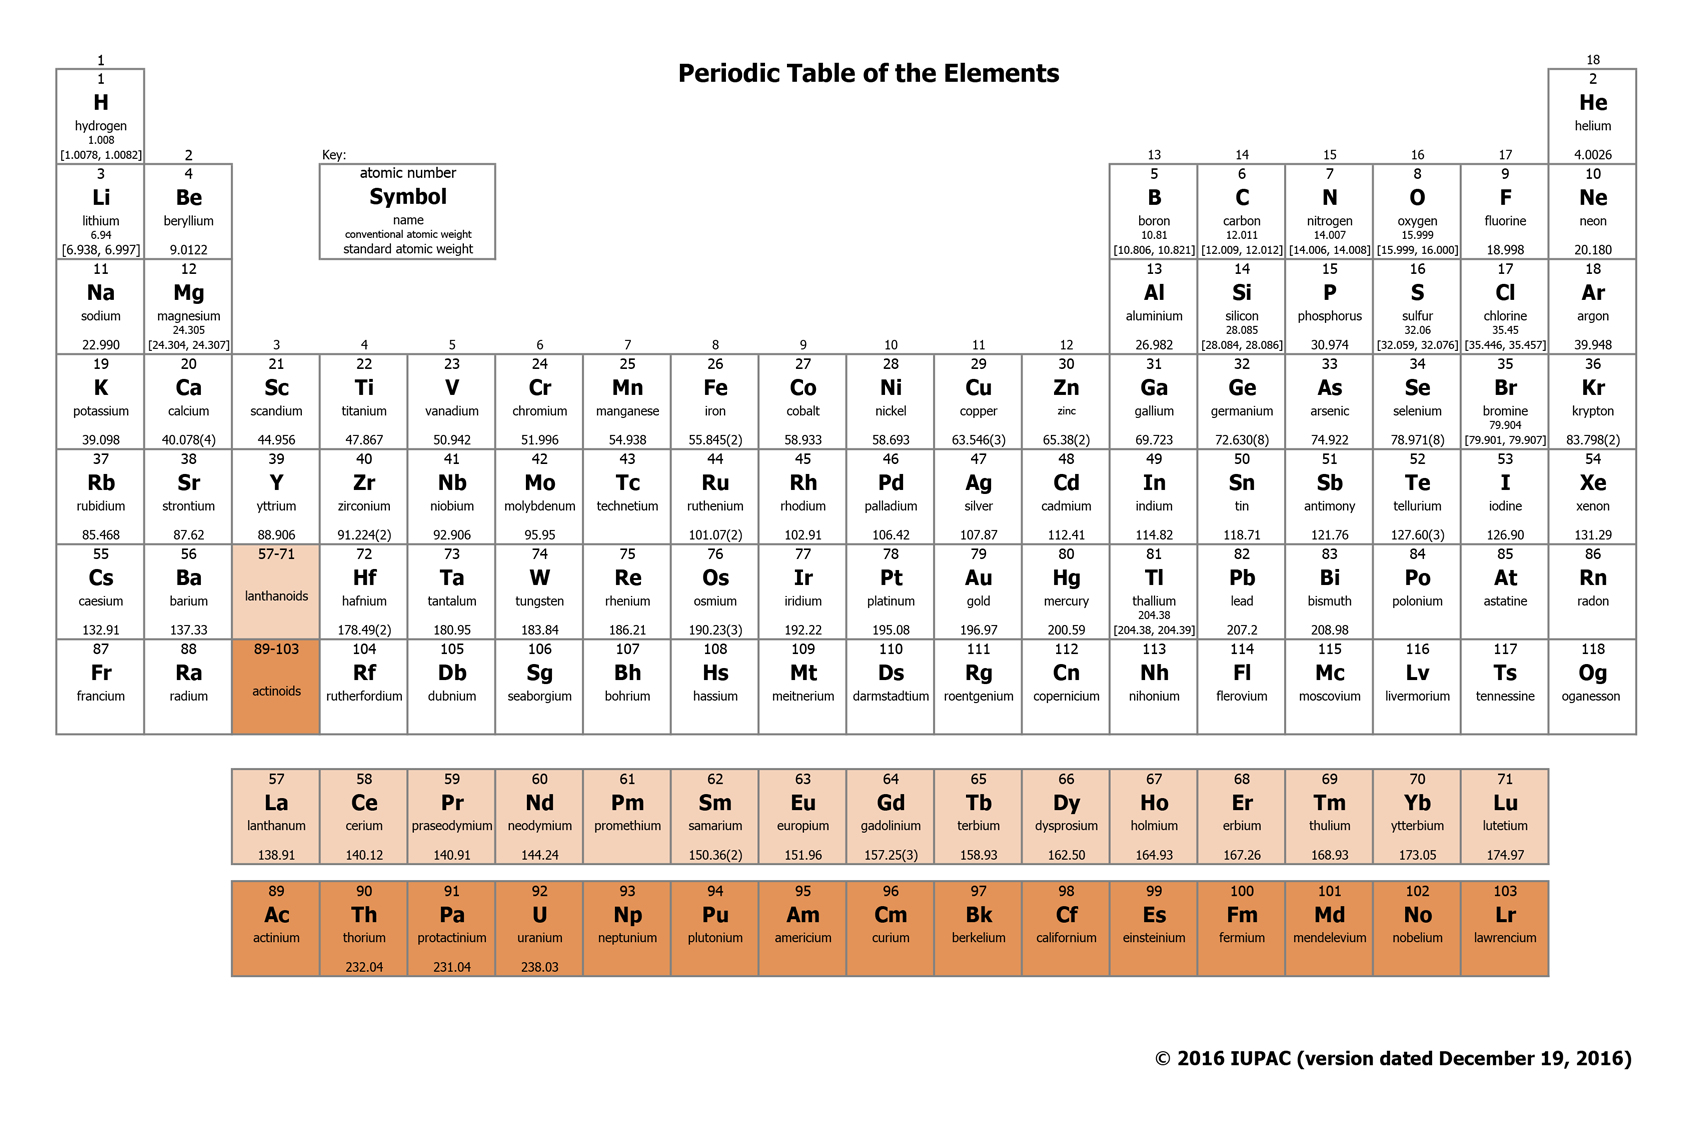 Periodic Table of the Elements
1
18
1
H
hydrogen
1.008
[1.0078, 1.0082]
2
He
helium
4.0026
2
Key:
13
14
15
16
17
3
Li
lithium
6.94
[6.938, 6.997]
4
Be
beryllium
9.0122
atomic number
Symbol
name
conventional atomic weight
standard atomic weight
5
B
boron
10.81
[10.806, 10.821]
6
C
carbon
12.011
[12.009, 12.012]
7
N
nitrogen
14.007
[14.006, 14.008]
8
O
oxygen
15.999
[15.999, 16.000]
9
F
fluorine
18.998
10
Ne
neon
20.180
11
Na
sodium
22.990
12
Mg
magnesium
24.305
[24.304, 24.307]
3
4
5
6
7
8
9
10
11
12
13
Al
aluminium
26.982
14
Si
silicon
28.085
[28.084, 28.086]
15
P
phosphorus
30.974
16
S
sulfur
32.06
[32.059, 32.076]
17
Cl
chlorine
35.45
[35.446, 35.457]
18
Ar
argon
39.948
19
K
potassium
39.098
20
Ca
calcium
40.078(4)
21
Sc
scandium
44.956
22
Ti
titanium
47.867
23
V
vanadium
50.942
24
Cr
chromium
51.996
25
Mn
manganese
54.938
26
Fe
iron
55.845(2)
27
Co
cobalt
58.933
28
Ni
nickel
58.693
29
Cu
copper
63.546(3)
30
Zn
zinc
65.38(2)
31
Ga
gallium
69.723
32
Ge
germanium
72.630(8)
33
As
arsenic
74.922
34
Se
selenium
78.971(8)
35
Br
bromine
79.904
[79.901, 79.907]
36
Kr
krypton
83.798(2)
37
Rb
rubidium
85.468
38
Sr
strontium
87.62
39
Y
yttrium
88.906
40
Zr
zirconium
91.224(2)
41
Nb
niobium
92.906
42
Mo
molybdenum
95.95
43
Tc
technetium
44
Ru
ruthenium
101.07(2)
45
Rh
rhodium
102.91
46
Pd
palladium
106.42
47
Ag
silver
107.87
48
Cd
cadmium
112.41
49
In
indium
114.82
50
Sn
tin
118.71
51
Sb
antimony
121.76
52
Te
tellurium
127.60(3)
53
I
iodine
126.90
54
Xe
xenon
131.29
55
Cs
caesium
132.91
56
Ba
barium
137.33
57-71
lanthanoids
72
Hf
hafnium
178.49(2)
73
Ta
tantalum
180.95
74
W
tungsten
183.84
75
Re
rhenium
186.21
76
Os
osmium
190.23(3)
77
Ir
iridium
192.22
78
Pt
platinum
195.08
79
Au
gold
196.97
80
Hg
mercury
200.59
81
Tl
thallium
204.38
[204.38, 204.39]
82
Pb
lead
207.2
83
Bi
bismuth
208.98
84
Po
polonium
85
At
astatine
86
Rn
radon
87
Fr
francium
88
Ra
radium
89-103
actinoids
104
Rf
rutherfordium
105
Db
dubnium
106
Sg
seaborgium
107
Bh
bohrium
108
Hs
hassium
109
Mt
meitnerium
110
Ds
darmstadtium
111
Rg
roentgenium
112
Cn
copernicium
113
Nh
nihonium
114
Fl
flerovium
115
Mc
moscovium
116
Lv
livermorium
117
Ts
tennessine
118
Og
oganesson
57
La
lanthanum
138.91
58
Ce
cerium
140.12
59
Pr
praseodymium
140.91
60
Nd
neodymium
144.24
61
Pm
promethium
62
Sm
samarium
150.36(2)
63
Eu
europium
151.96
64
Gd
gadolinium
157.25(3)
65
Tb
terbium
158.93
66
Dy
dysprosium
162.50
67
Ho
holmium
164.93
68
Er
erbium
167.26
69
Tm
thulium
168.93
70
Yb
ytterbium
173.05
71
Lu
lutetium
174.97
89
Ac
actinium
90
Th
thorium
232.04
91
Pa
protactinium
231.04
92
U
uranium
238.03
93
Np
neptunium
94
Pu
plutonium
95
Am
americium
96
Cm
curium
97
Bk
berkelium
98
Cf
californium
99
Es
einsteinium
100
Fm
fermium
101
Md
mendelevium
102
No
nobelium
103
Lr
lawrencium
© 2016 IUPAC (version dated December 19, 2016)